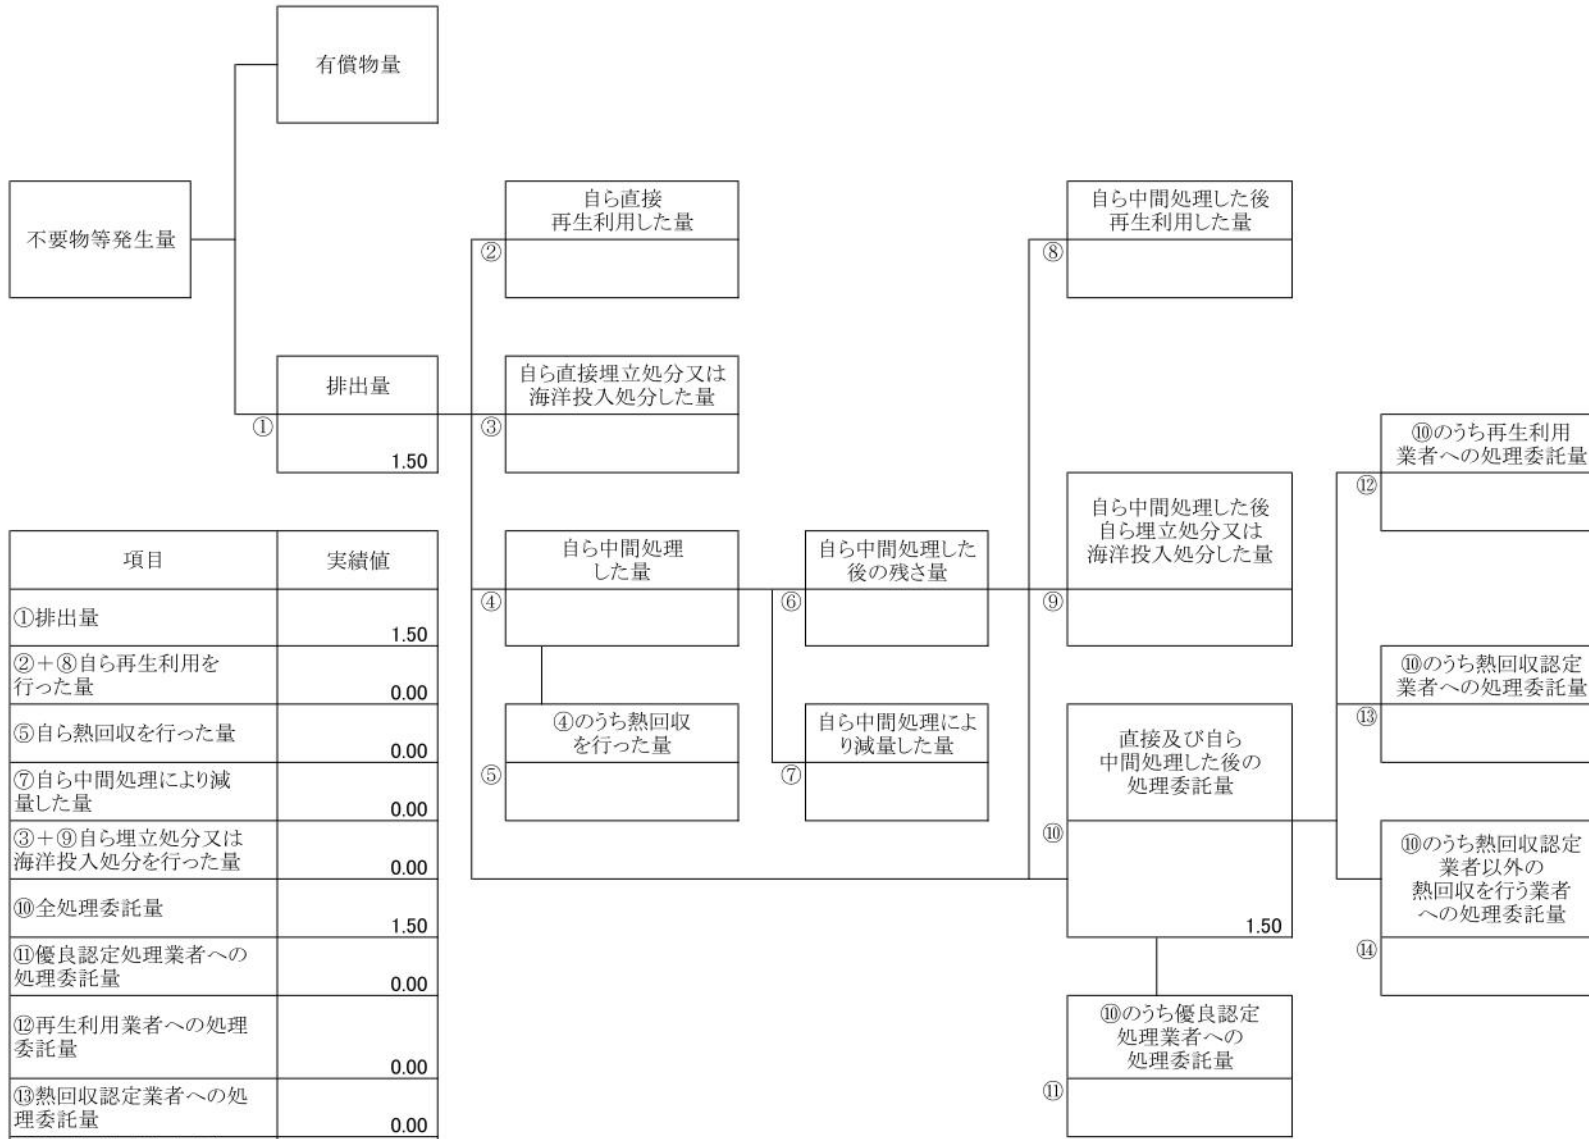 有償物量
不要物等発生量
自ら直接
再生利用した量
②
自ら中間処理した後
再生利用した量
⑧
排出量
①
1.50
自ら直接埋立処分又は
海洋投入処分した量
③
⑩のうち再生利用
業者への処理委託量
⑫
自ら中間処理した後
自ら埋立処分又は
海洋投入処分した量
⑨
自ら中間処理
した量
④
自ら中間処理した
後の残さ量
⑥
④のうち熱回収
を行った量
⑤
自ら中間処理によ
り減量した量
⑦
直接及び自ら
中間処理した後の
処理委託量
⑩
1.50
⑩のうち熱回収認定
業者への処理委託量
⑬
⑩のうち熱回収認定
業者以外の
熱回収を行う業者
への処理委託量
⑭
⑩のうち優良認定
処理業者への
処理委託量
⑪
項目 実績値
①排出量 1.50
②+⑧自ら再生利用を
行った量 0.00
⑤自ら熱回収を行った量 0.00
⑦自ら中間処理により減
量した量 0.00
③+⑨自ら埋立処分又は
海洋投入処分を行った量 0.00
⑩全処理委託量 1.50
⑪優良認定処理業者への
処理委託量 0.00
⑫再生利用業者への処理
委託量 0.00
⑬熱回収認定業者への処
理委託量 0.00